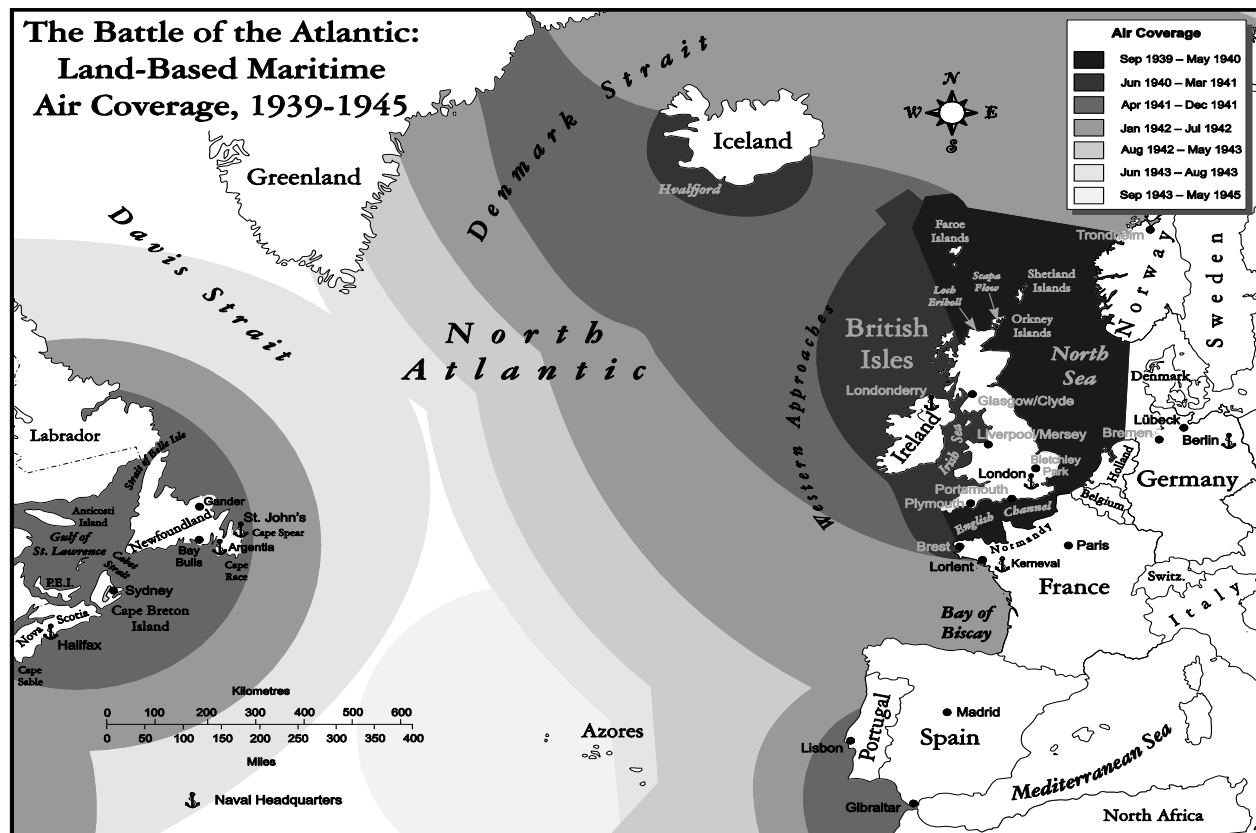 The Battle of the Atlantic:
Land-Based Maritime
Air Coverage, 1939-1945
Air Coverage
Sep 1939 – May 1940
Jun 1940 – Mar 1941
Apr 1941 – Dec 1941
Jan 1942 – Jul 1942
Aug 1942 – May 1943
Jun 1943 – Aug 1943
Sep 1943 – May 1945
N
W E
S
Denmark Strait
Iceland
Greenland
Hvalfjord
Davis Strait
Faroe
Islands
Trondheim
Norway
Sweden
Shetland
Islands
Scapa
Flow
Loch
Eriboll
Orkney
Islands
North
Atlantic
British
Isles
North
Sea
Western Approaches
Denmark
Londonderry
Glasgow/Clyde
Lübeck
Bremen
Berlin
Labrador
Strait of Belle Isle
Ireland
Irish Sea
Liverpool/Mersey
Bletchley
Park
London
Holland
Germany
Belgium
Portsmouth
Plymouth
English Channel
Gander
Anticosti
Island
Newfoundland
St. John's
Cape Spear
Gulf of
St. Lawrence
Bay
Bulls
Argentia
Cape
Race
Cabot
Strait
Brest
Normandy
Paris
Lorient
Kerneval
France
Switz.
Italy
P.E.I.
Sydney
Cape Breton
Island
Nova Scotia
Halifax
Cape
Sable
Bay of
Biscay
Kilometres
0 100 200 300 400 500 600
0 50 100 150 200 250 300 350 400
Miles
Naval Headquarters
Azores
Madrid
Spain
Portugal
Lisbon
Gibraltar
Mediterranean Sea
North Africa